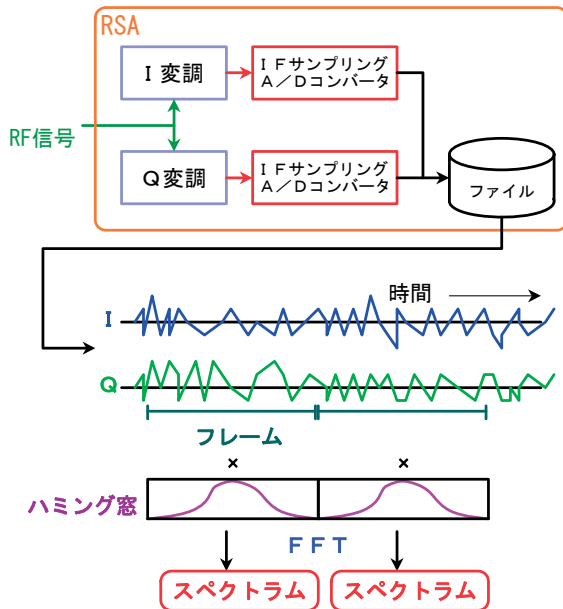 RSA
I 変調
I Fサンプリング
A/Dコンバータ
RF信号
Q変調
I Fサンプリング
A/Dコンバータ
ファイル
時間
I
Q
フレーム
× ×
ハミング窓
FFT
スペクトラム スペクトラム